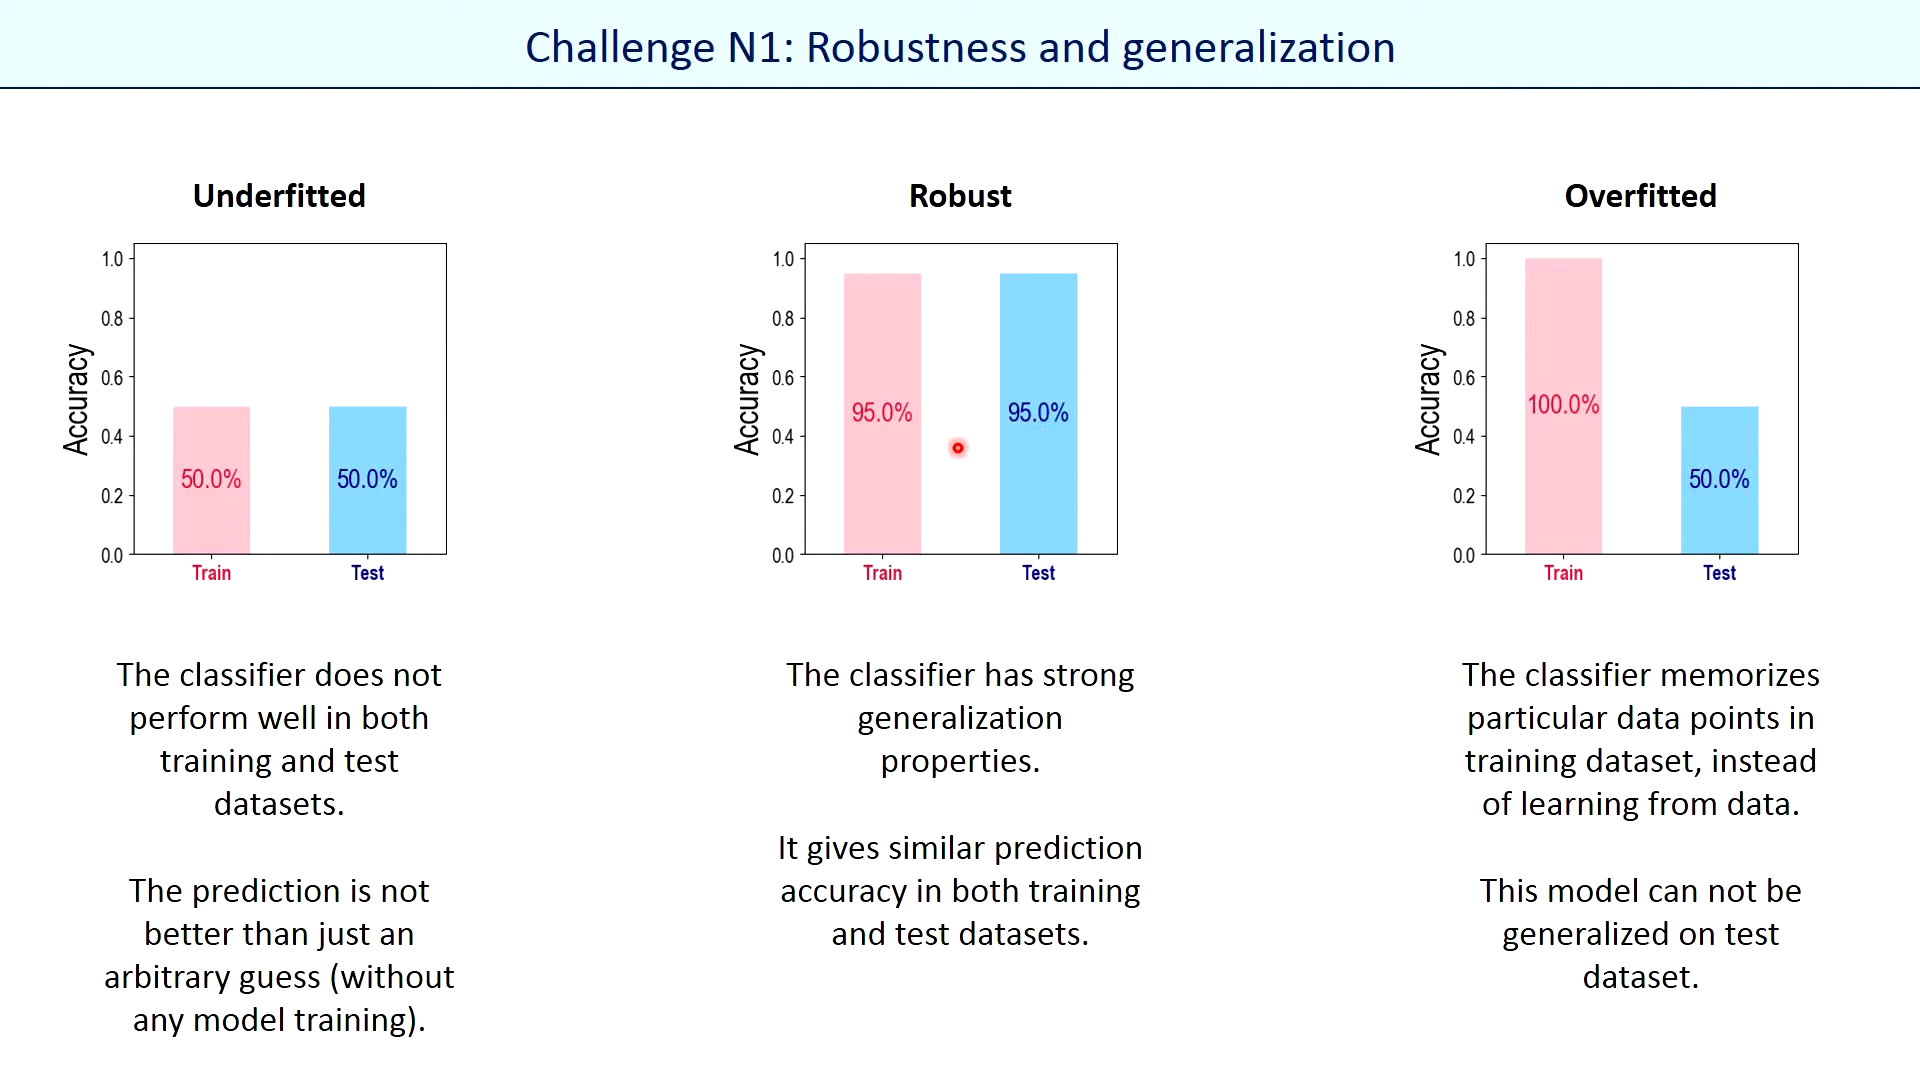 Challenge N1: Robustness and generalization
Underfitted
1.0
0.8
0.6
0.4
0.2
0.0
Accuracy
50.0%
50.0%
Train
Test
The classifier does not
perform well in both
training and test
datasets.
The prediction is not
better than just an
arbitrary guess (without
any model training).
Robust
1.0
0.8
0.6
0.4
0.2
0.0
Accuracy
95.0%
95.0%
Train
Test
The classifier has strong
generalization
properties.
It gives similar prediction
accuracy in both training
and test datasets.
Overfitted
1.0
0.8
0.6
0.4
0.2
0.0
Accuracy
100.0%
50.0%
Train
Test
The classifier memorizes
particular data points in
training dataset, instead
of learning from data.
This model can not be
generalized on test
dataset.